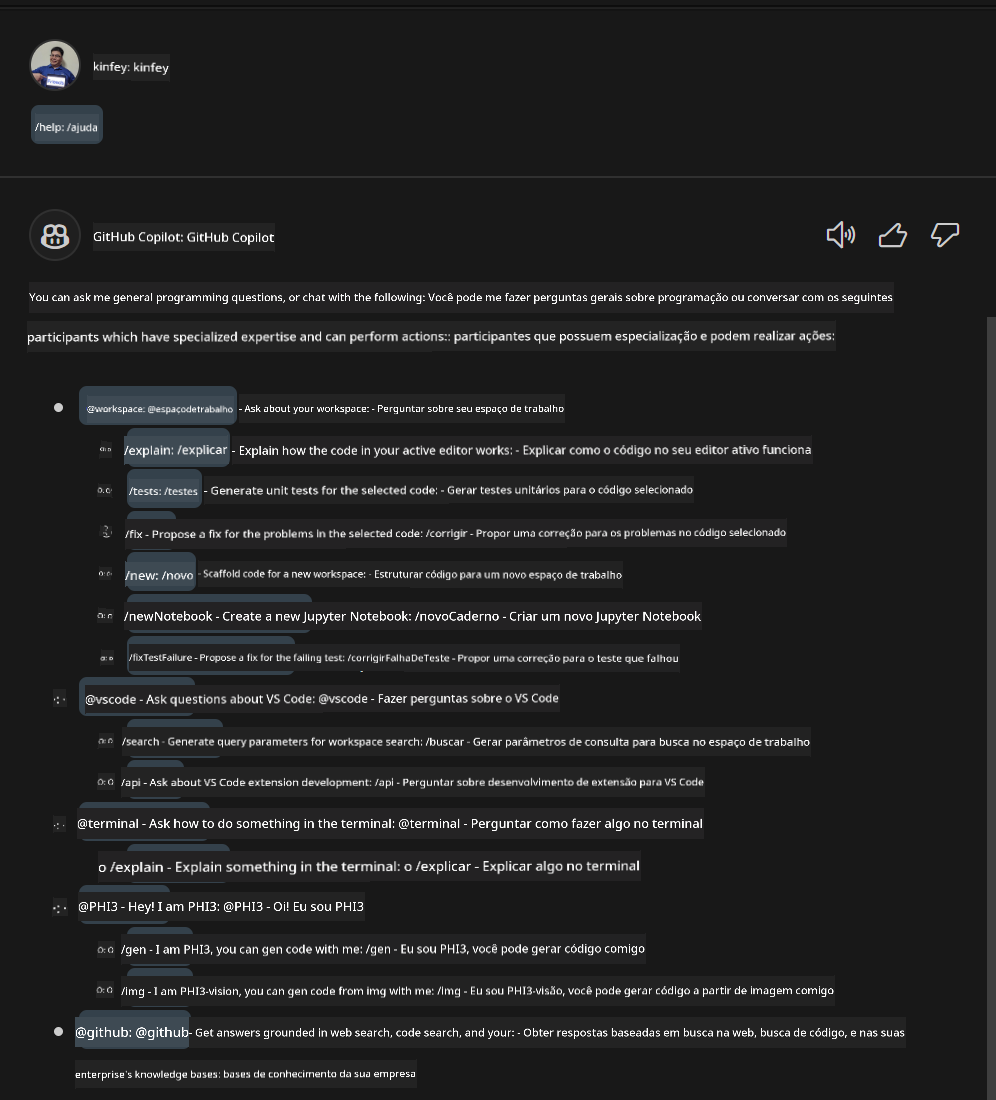 kinfey: kinfey
/help: /ajuda
GitHub Copilot: GitHub Copilot
You can ask me general programming questions, or chat with the following: Você pode me fazer perguntas gerais sobre programação ou conversar com os seguintes
participants which have specialized expertise and can perform actions:: participantes que possuem especialização e podem realizar ações:
@workspace: @espaçodetrabalho - Ask about your workspace: - Perguntar sobre seu espaço de trabalho
/explain: /explicar - Explain how the code in your active editor works: - Explicar como o código no seu editor ativo funciona
/tests: /testes - Generate unit tests for the selected code: - Gerar testes unitários para o código selecionado
/fix - Propose a fix for the problems in the selected code: /corrigir - Propor uma correção para os problemas no código selecionado
/new: /novo - Scaffold code for a new workspace: - Estruturar código para um novo espaço de trabalho
/newNotebook - Create a new Jupyter Notebook: /novoCaderno - Criar um novo Jupyter Notebook
/fixTestFailure - Propose a fix for the failing test: /corrigirFalhaDeTeste - Propor uma correção para o teste que falhou
@vscode - Ask questions about VS Code: @vscode - Fazer perguntas sobre o VS Code
o: o /search - Generate query parameters for workspace search: /buscar - Gerar parâmetros de consulta para busca no espaço de trabalho
o: o /api - Ask about VS Code extension development: /api - Perguntar sobre desenvolvimento de extensão para VS Code
@terminal - Ask how to do something in the terminal: @terminal - Perguntar como fazer algo no terminal
o /explain - Explain something in the terminal: o /explicar - Explicar algo no terminal
@PHI3 - Hey! I am PHI3: @PHI3 - Oi! Eu sou PHI3
o: o /gen - I am PHI3, you can gen code with me: /gen - Eu sou PHI3, você pode gerar código comigo
o: o /img - I am PHI3-vision, you can gen code from img with me: /img - Eu sou PHI3-visão, você pode gerar código a partir de imagem comigo
@github: @github - Get answers grounded in web search, code search, and your: - Obter respostas baseadas em busca na web, busca de código, e nas suas
enterprise's knowledge bases: bases de conhecimento da sua empresa